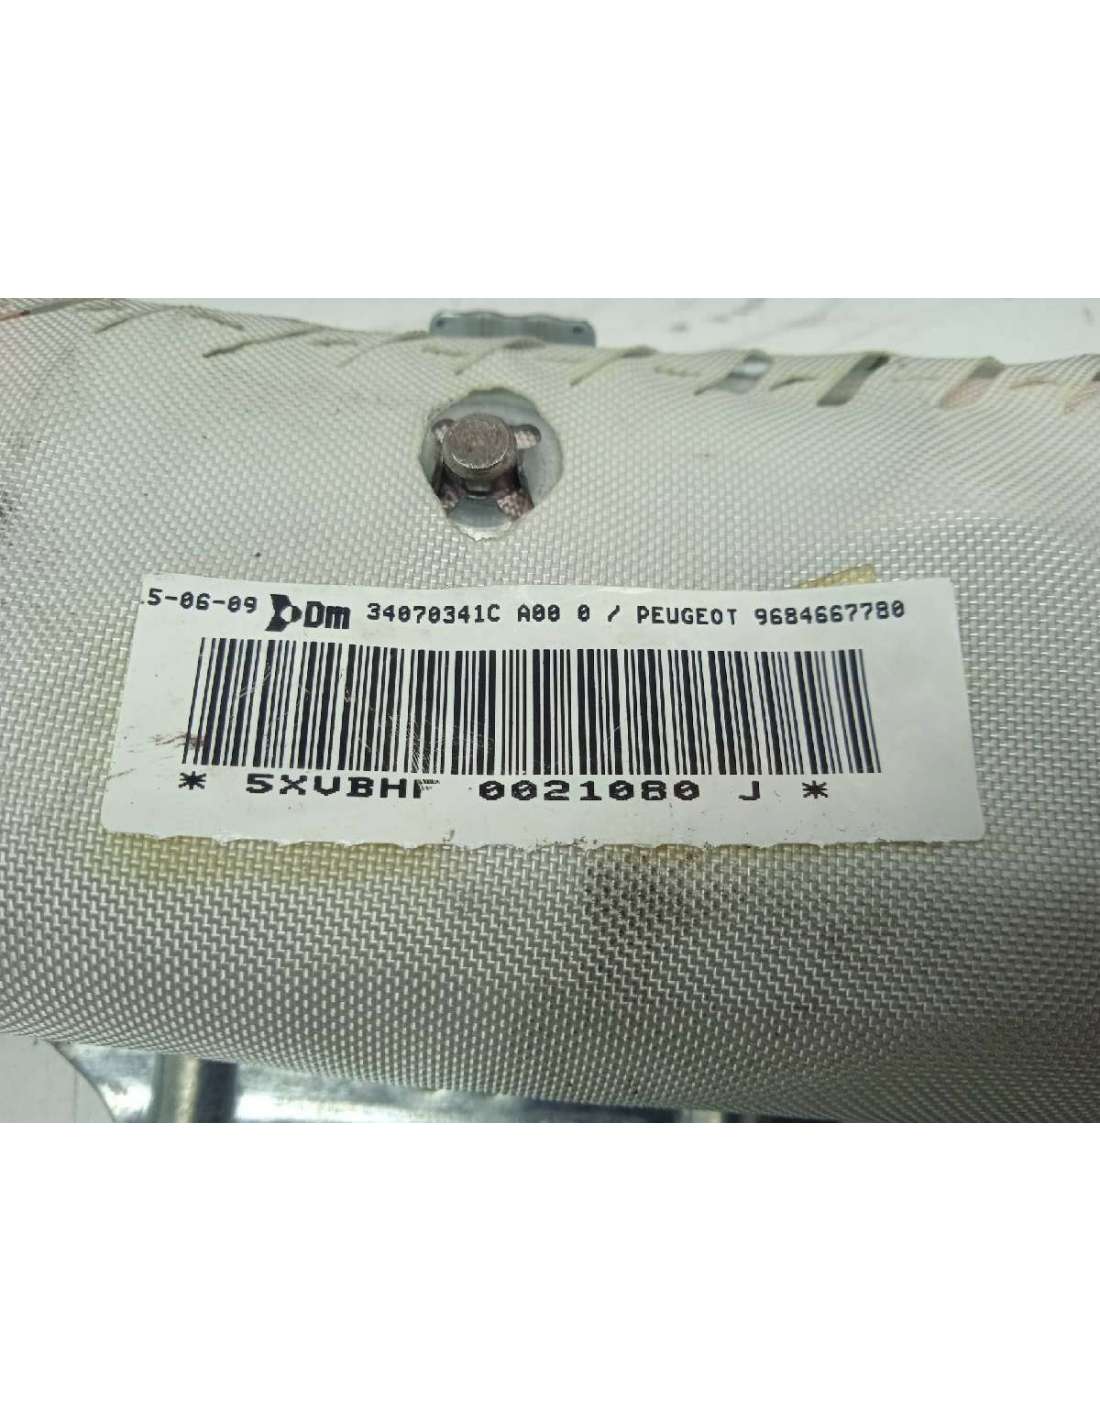 .5-06-09 Dm 34070341C A00 0 / PEUGEOT 9684667780
* 5XVBHF 0021080 J *